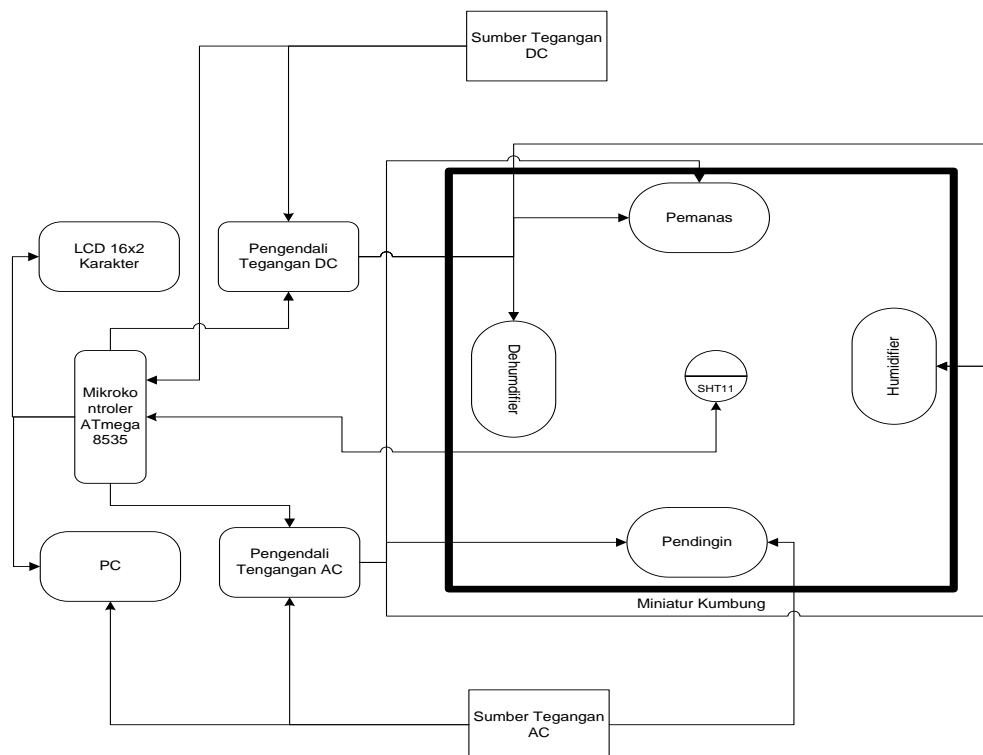 Sumber Tegangan
DC
Pemanas
LCD 16x2
Karakter
Pengendali
Tegangan DC
Dehumdifier
Humidifier
SHT11
Mikroko
ntroler
ATmega
8535
PC
Pengendali
Tengangan AC
Pendingin
Miniatur Kumbung
Sumber Tegangan
AC